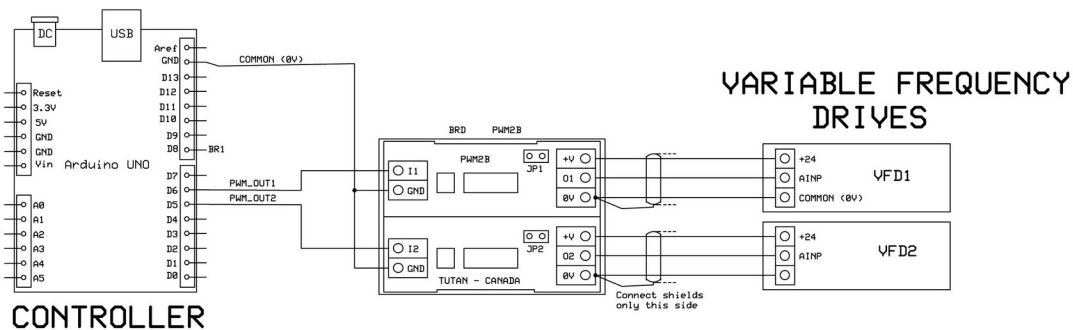 DC
USB
Aref
GND
COMMON (0V)
D13
D12
D11
D10
D9
D8
BR1
Reset
3.3V
5V
GND
GND
Vin
Arduino UNO
D7
D6
PWM_OUT1
D5
PWM_OUT2
D4
D3
D2
D1
D0
A0
A1
A2
A3
A4
A5
CONTROLLER
BRD PWM2B
PWM2B
JP1
I1
GND
+V
O1
0V
I2
GND
JP2
+V
O2
0V
TUTAN - CANADA
Connect shields
only this side
VARIABLE FREQUENCY
DRIVES
+24
AINP
COMMON (0V)
VFD1
+24
AINP
VFD2